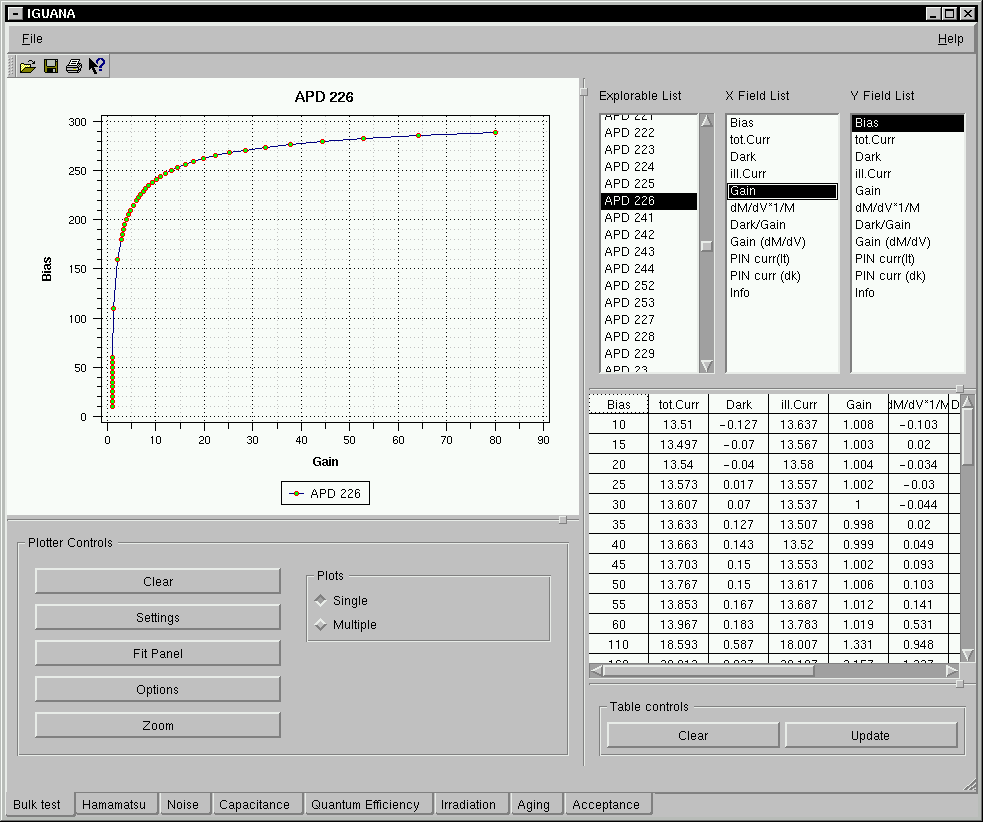 IGUANA
File Help
APD 226
300
250
200
150
100
50
0
Bias
0 10 20 30 40 50 60 70 80 90
Gain
APD 226
Explorable List
APD 221
APD 222
APD 223
APD 224
APD 225
APD 226
APD 241
APD 242
APD 243
APD 244
APD 252
APD 253
APD 227
APD 228
APD 229
X Field List
Bias
tot.Curr
Dark
ill.Curr
Gain
dM/dV*1/M
Dark/Gain
Gain (dM/dV)
PIN curr(lt)
PIN curr (dk)
Info
Y Field List
Bias
tot.Curr
Dark
ill.Curr
Gain
dM/dV*1/M
Dark/Gain
Gain (dM/dV)
PIN curr(lt)
PIN curr (dk)
Info
Bias tot.Curr Dark ill.Curr Gain dM/dV*1/M D
10 13.51 −0.127 13.637 1.008 −0.103
15 13.497 −0.07 13.567 1.003 0.02
20 13.54 −0.04 13.58 1.004 −0.034
25 13.573 0.017 13.557 1.002 −0.03
30 13.607 0.07 13.537 1 −0.044
35 13.633 0.127 13.507 0.998 0.02
40 13.663 0.143 13.52 0.999 0.049
45 13.703 0.15 13.553 1.002 0.093
50 13.767 0.15 13.617 1.006 0.103
55 13.853 0.167 13.687 1.012 0.141
60 13.967 0.183 13.783 1.019 0.531
110 18.593 0.587 18.007 1.331 0.948
Plotter Controls
Clear
Settings
Fit Panel
Options
Zoom
Plots
Single
Multiple
Table controls
Clear Update
Bulk test Hamamatsu Noise Capacitance Quantum Efficiency Irradiation Aging Acceptance